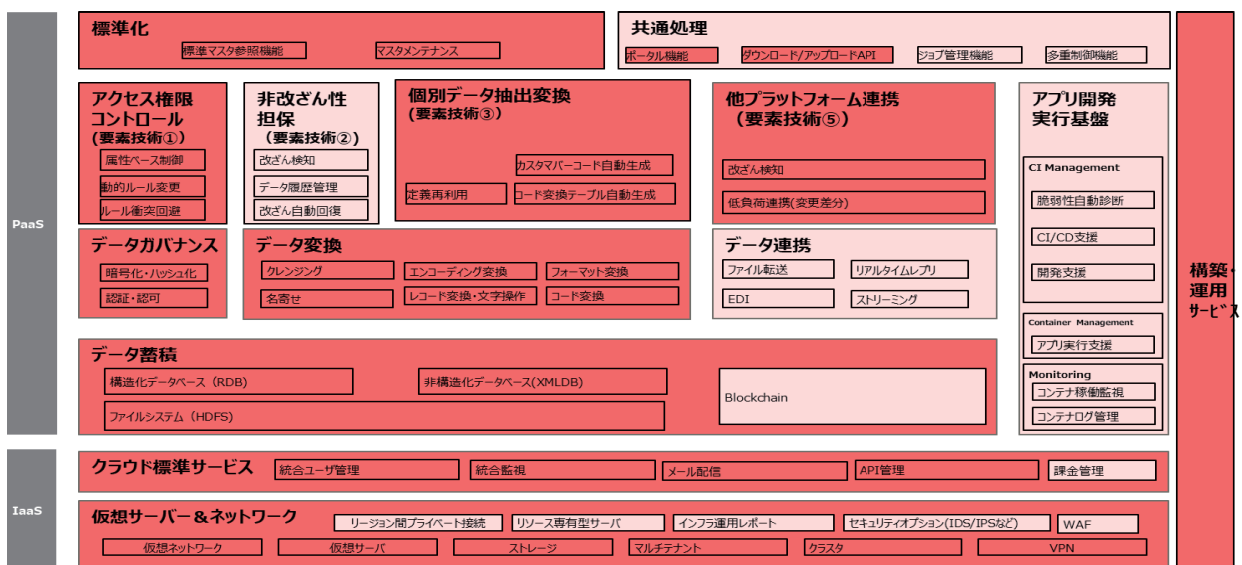 標準化
標準マスタ参照機能
マスタメンテナンス
共通処理
ポータル機能
ダウンロード/アップロードAPI
ジョブ管理機能
多重制御機能
PaaS
アクセス権限
コントロール
(要素技術①)
属性ベース制御
動的ルール変更
ルール衝突回避
非改ざん性
担保
(要素技術②)
改ざん検知
データ履歴管理
改ざん自動回復
個別データ抽出変換
(要素技術③)
カスタマバーコード自動生成
定義再利用
コード変換テーブル自動生成
他プラットフォーム連携
(要素技術⑤)
改ざん検知
低負荷連携(変更差分)
アプリ開発
実行基盤
CI Management
脆弱性自動診断
CI/CD支援
開発支援
Container Management
アプリ実行支援
Monitoring
コンテナ稼働監視
コンテナログ管理
データガバナンス
暗号化・ハッシュ化
認証・認可
データ変換
クレンジング
エンコーディング変換
フォーマット変換
名寄せ
レコード変換・文字操作
コード変換
データ連携
ファイル転送
リアルタイムレプリ
EDI
ストリーミング
データ蓄積
構造化データベース(RDB)
非構造化データベース(XMLDB)
ファイルシステム(HDFS)
Blockchain
IaaS
クラウド標準サービス
統合ユーザ管理
統合監視
メール配信
API管理
課金管理
仮想サーバー&ネットワーク
リージョン間プライベート接続
リソース専有型サーバ
インフラ運用レポート
セキュリティオプション(IDS/IPSなど)
WAF
仮想ネットワーク
仮想サーバ
ストレージ
マルチテナント
クラスタ
VPN
構築・
運用
サービス